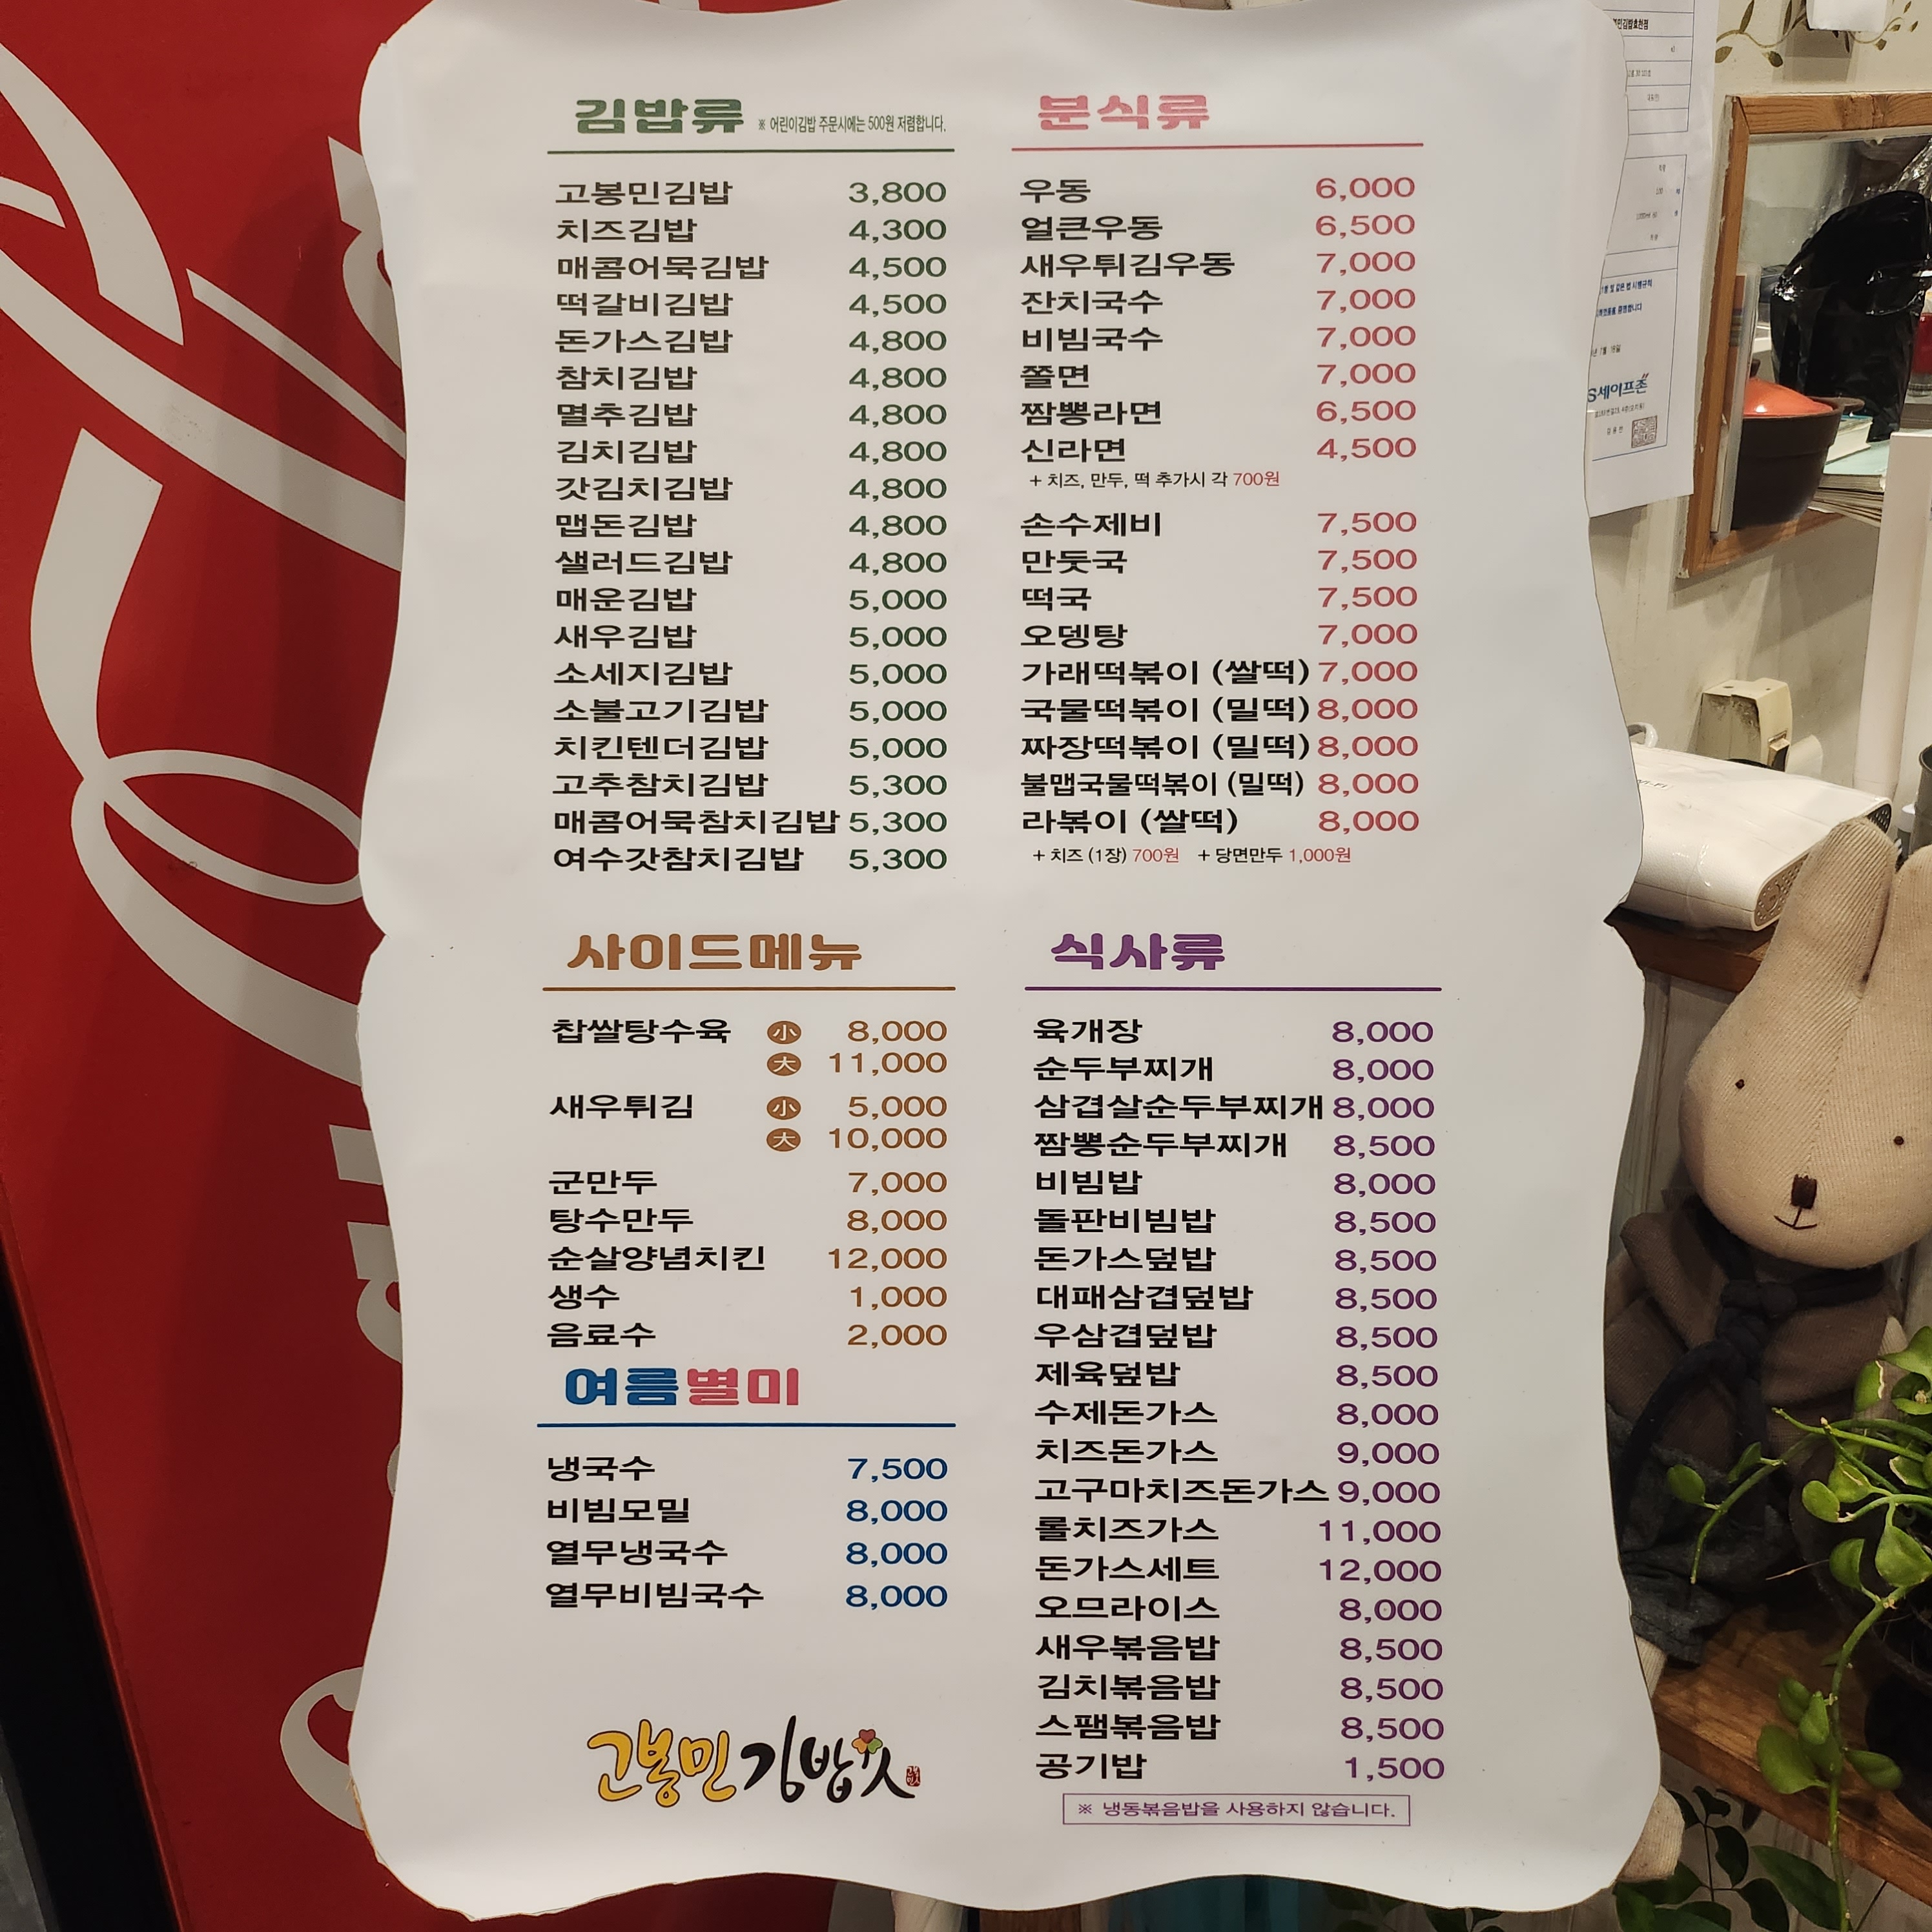 김밥류 ※ 어린이김밥 주문시에는 500원 저렴합니다.
고봉민김밥 3,800
치즈김밥 4,300
매콤어묵김밥 4,500
떡갈비김밥 4,500
돈가스김밥 4,800
참치김밥 4,800
멸추김밥 4,800
김치김밥 4,800
갓김치김밥 4,800
맵돈김밥 4,800
샐러드김밥 4,800
매운김밥 5,000
새우김밥 5,000
소세지김밥 5,000
소불고기김밥 5,000
치킨텐더김밥 5,000
고추참치김밥 5,300
매콤어묵참치김밥 5,300
여수갓참치김밥 5,300
분식류
우동 6,000
얼큰우동 6,500
새우튀김우동 7,000
잔치국수 7,000
비빔국수 7,000
쫄면 7,000
짬뽕라면 6,500
신라면 4,500
+ 치즈, 만두, 떡 추가시 각 700원
손수제비 7,500
만둣국 7,500
떡국 7,500
오뎅탕 7,000
가래떡볶이 (쌀떡) 7,000
국물떡볶이 (밀떡) 8,000
짜장떡볶이 (밀떡) 8,000
불맵국물떡볶이 (밀떡) 8,000
라볶이 (쌀떡) 8,000
+ 치즈 (1장) 700원 + 당면만두 1,000원
사이드메뉴
찹쌀탕수육 小 8,000
大 11,000
새우튀김 小 5,000
大 10,000
군만두 7,000
탕수만두 8,000
순살양념치킨 12,000
생수 1,000
음료수 2,000
여름별미
냉국수 7,500
비빔모밀 8,000
열무냉국수 8,000
열무비빔국수 8,000
고봉민김밥人
식사류
육개장 8,000
순두부찌개 8,000
삼겹살순두부찌개 8,000
짬뽕순두부찌개 8,500
비빔밥 8,000
돌판비빔밥 8,500
돈가스덮밥 8,500
대패삼겹덮밥 8,500
우삼겹덮밥 8,500
제육덮밥 8,500
수제돈가스 8,000
치즈돈가스 9,000
고구마치즈돈가스 9,000
롤치즈가스 11,000
돈가스세트 12,000
오므라이스 8,000
새우볶음밥 8,500
김치볶음밥 8,500
스팸볶음밥 8,500
공기밥 1,500
※ 냉동볶음밥을 사용하지 않습니다.
세이프존